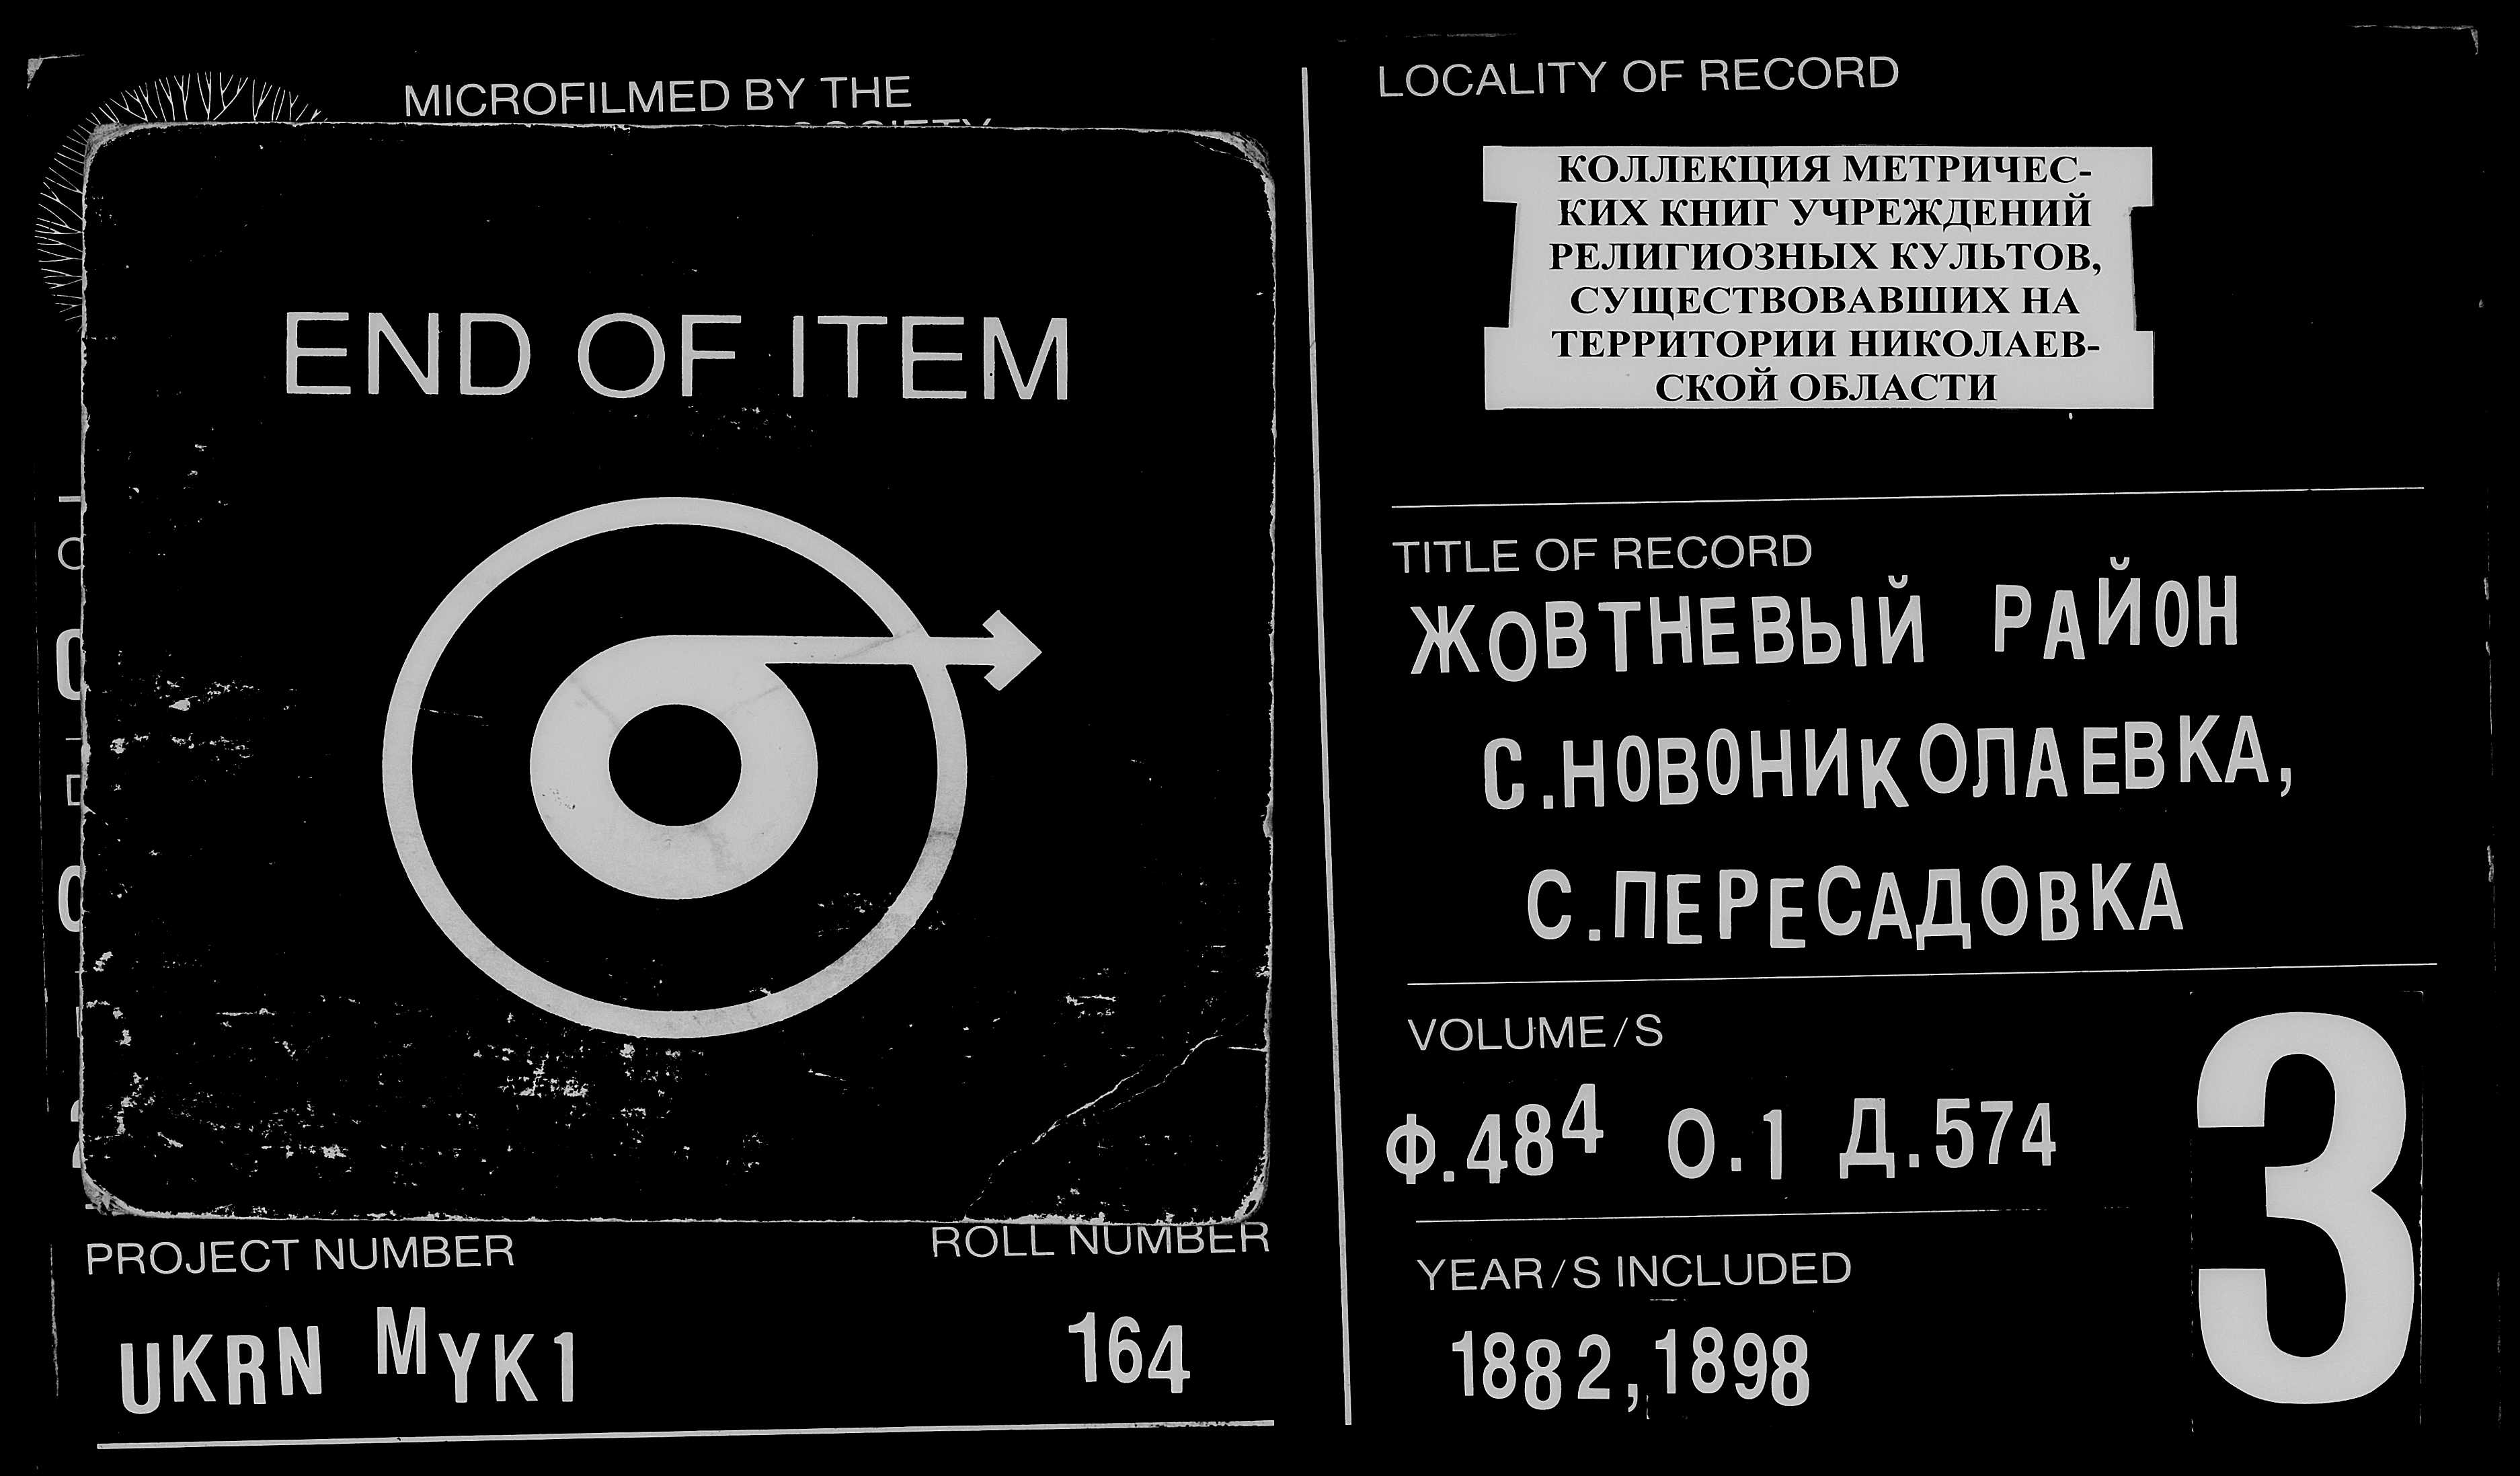 MICROFILMED BY THE
END OF ITEM
PROJECT NUMBER
ROLL NUMBER
UKRN MYK1
164
LOCALITY OF RECORD
КОЛЛЕКЦИЯ МЕТРИЧЕС-
КИХ КНИГ УЧРЕЖДЕНИЙ
РЕЛИГИОЗНЫХ КУЛЬТОВ,
СУЩЕСТВОВАВШИХ НА
ТЕРРИТОРИИ НИКОЛАЕВ-
СКОЙ ОБЛАСТИ
TITLE OF RECORD
ЖОВТНЕВЫЙ РАЙОН
С.НОВОНИКОЛАЕВКА,
С.ПЕРЕСАДОВКА
VOLUME/S
Ф.484 О.1 Д.574
YEAR/S INCLUDED
1882,1898
3